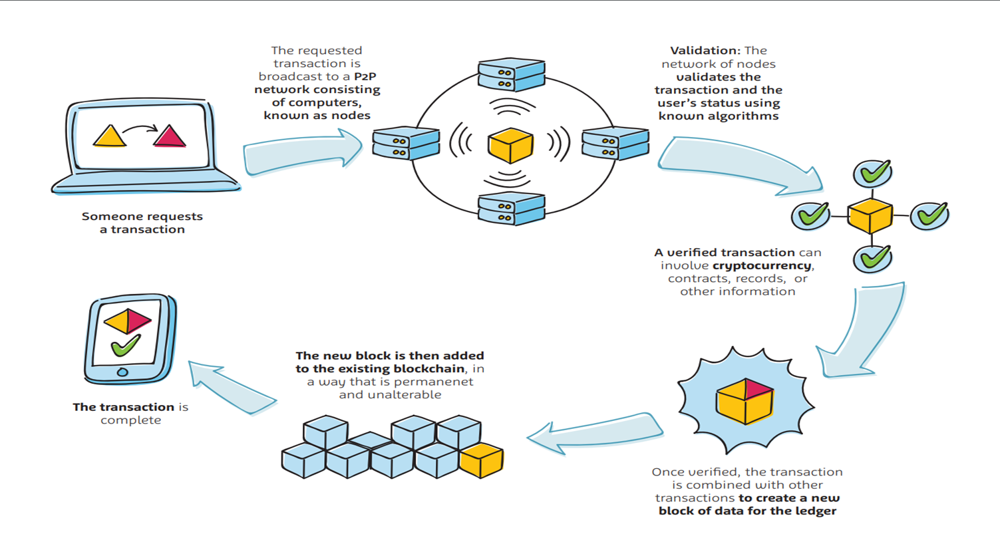 Someone requests
a transaction
The requested
transaction is
broadcast to a P2P
network consisting
of computers,
known as nodes
Validation: The
network of nodes
validates the
transaction and the
user's status using
known algorithms
A verified transaction can
involve cryptocurrency,
contracts, records, or
other information
Once verified, the transaction
is combined with other
transactions to create a new
block of data for the ledger
The new block is then added
to the existing blockchain, in
a way that is permanenet
and unalterable
The transaction is
complete